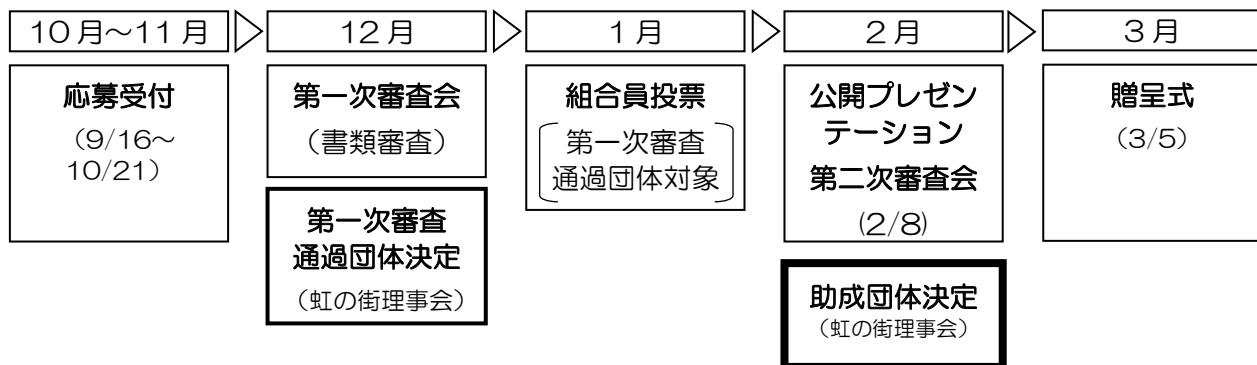 10月～11月
応募受付
（9/16～
10/21）
12月
第一次審査会
（書類審査）
第一次審査
通過団体決定
（虹の街理事会）
1月
組合員投票
第一次審査
通過団体対象
2月
公開プレゼン
テーション
第二次審査会
(2/8)
助成団体決定
（虹の街理事会）
3月
贈呈式
(3/5)